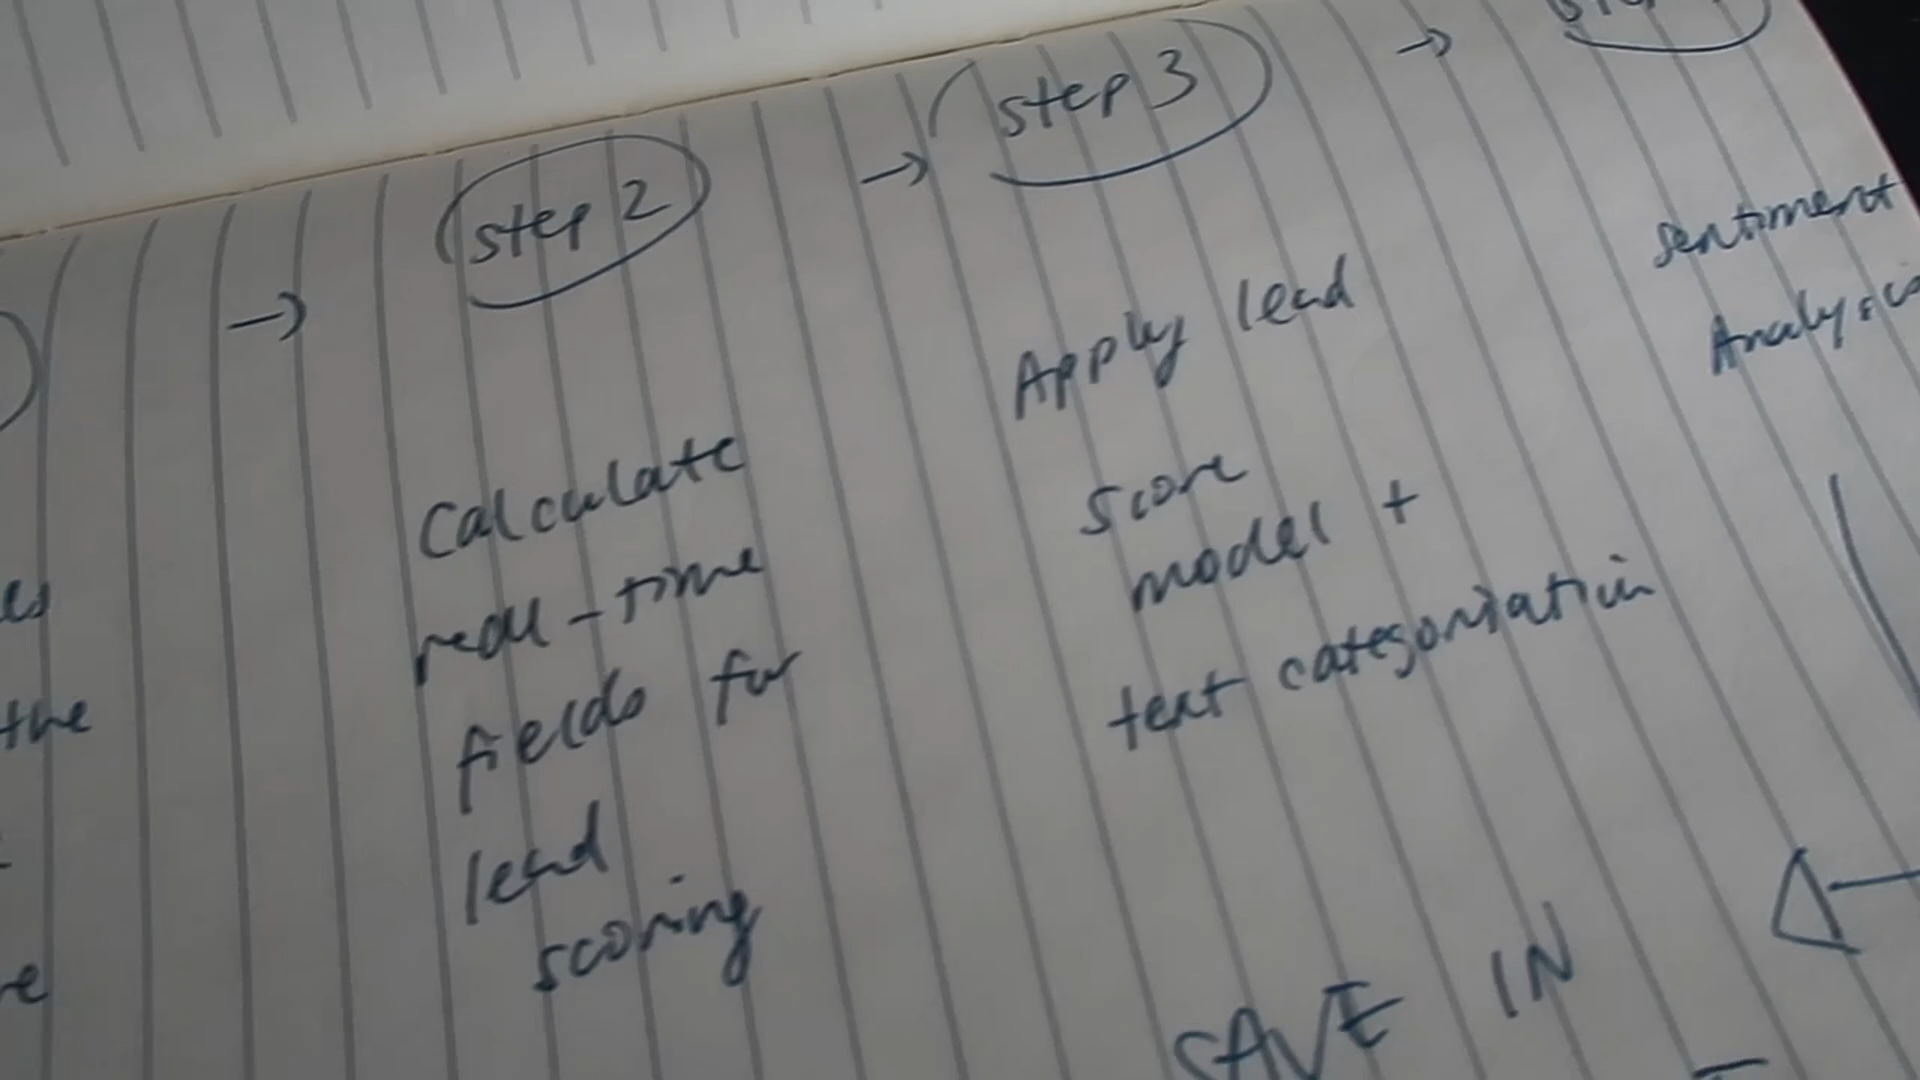 step 2
Calculate
real-time
fields for
lead
scoring
step 3
Apply lead
score
model +
text categorization
sentiment
Analysis
the
SAVE IN